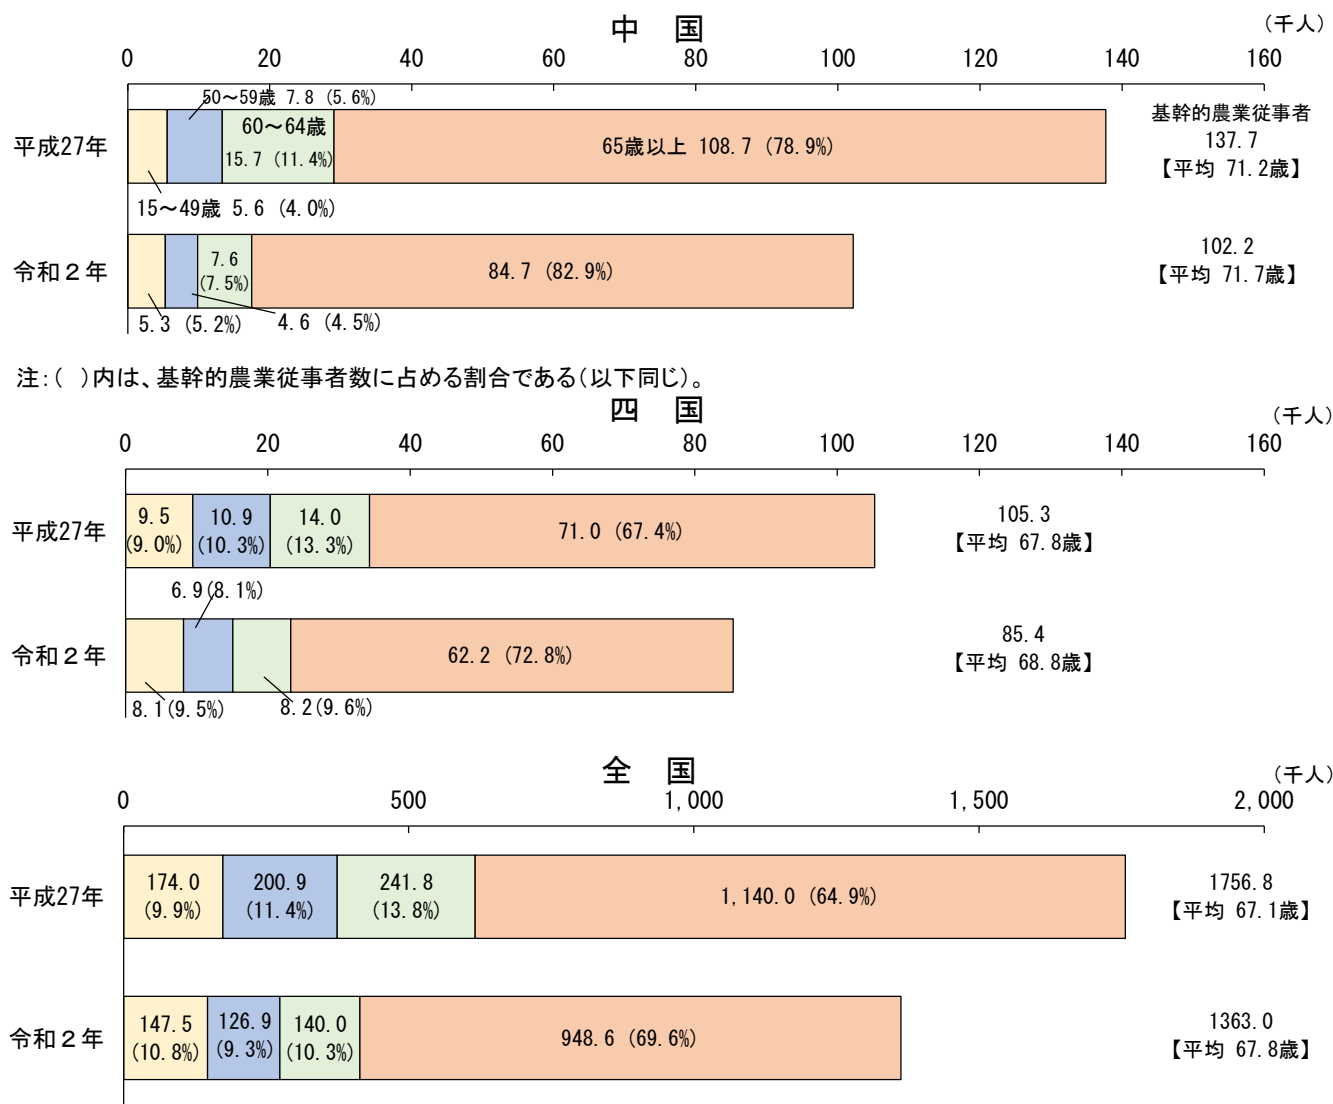 中　国
（千人）
0 20 40 60 80 100 120 140 160
50～59歳 7.8 (5.6%)
平成27年
60～64歳
15.7 (11.4%)
65歳以上 108.7 (78.9%)
基幹的農業従事者
137.7
【平均 71.2歳】
15～49歳 5.6 (4.0%)
令和２年
7.6
(7.5%)
84.7 (82.9%)
102.2
【平均 71.7歳】
5.3 (5.2%)
4.6 (4.5%)
注：（　）内は、基幹的農業従事者数に占める割合である（以下同じ）。
四　国
（千人）
0 20 40 60 80 100 120 140 160
平成27年
9.5
(9.0%)
10.9
(10.3%)
14.0
(13.3%)
71.0 (67.4%)
105.3
【平均 67.8歳】
6.9(8.1%)
令和２年
62.2 (72.8%)
85.4
【平均 68.8歳】
8.1(9.5%)
8.2(9.6%)
全　国
（千人）
0 500 1,000 1,500 2,000
平成27年
174.0
(9.9%)
200.9
(11.4%)
241.8
(13.8%)
1,140.0 (64.9%)
1756.8
【平均 67.1歳】
令和２年
147.5
(10.8%)
126.9
(9.3%)
140.0
(10.3%)
948.6 (69.6%)
1363.0
【平均 67.8歳】